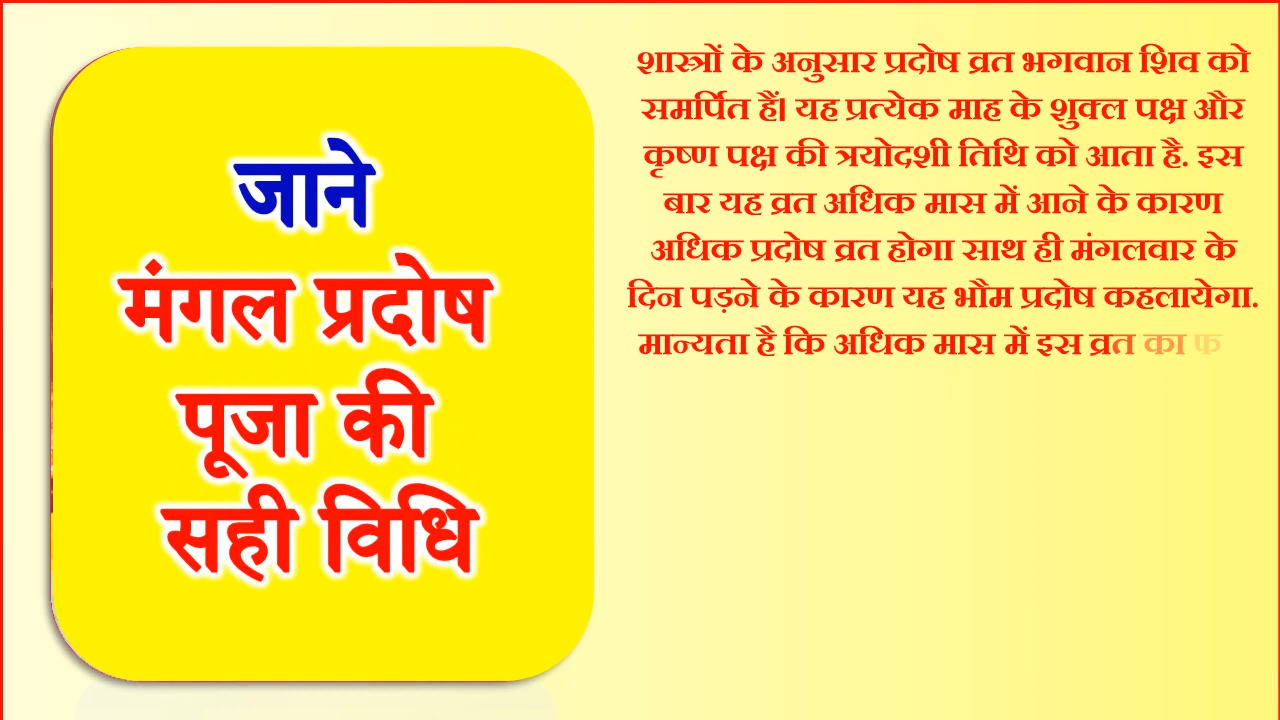 जाने
मंगल प्रदोष
पूजा की
सही विधि
शास्त्रों के अनुसार प्रदोष व्रत भगवान शिव को
समर्पित हैं। यह प्रत्येक माह के शुक्ल पक्ष और
कृष्ण पक्ष की त्रयोदशी तिथि को आता है. इस
बार यह व्रत अधिक मास में आने के कारण
अधिक प्रदोष व्रत होगा साथ ही मंगलवार के
दिन पड़ने के कारण यह भौम प्रदोष कहलायेगा.
मान्यता है कि अधिक मास में इस व्रत का फ